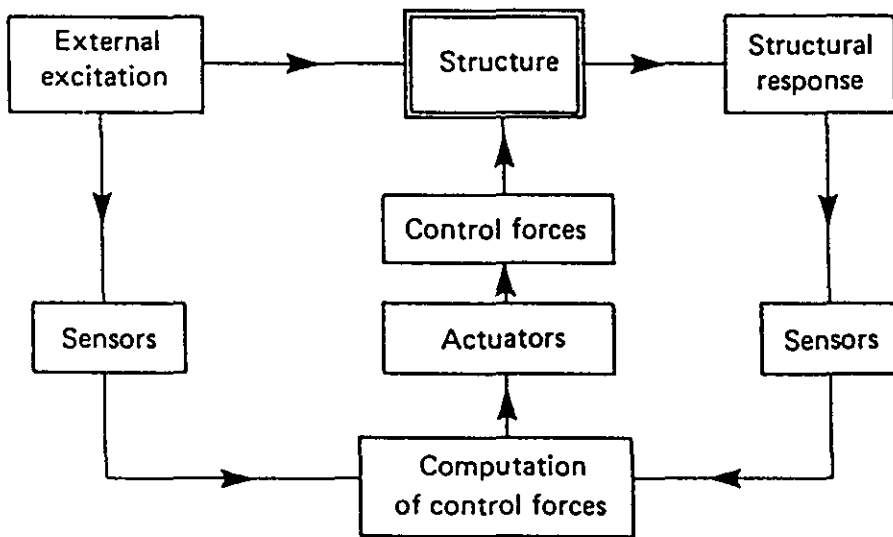 External
excitation
Structure
Structural
response
Control forces
Sensors
Actuators
Sensors
Computation
of control forces